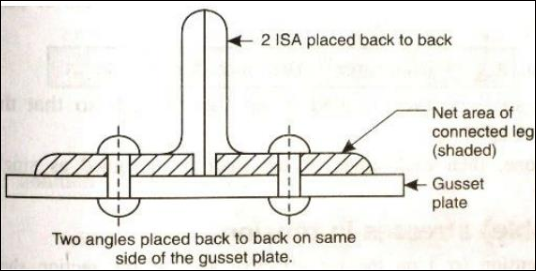 2 ISA placed back to back
Net area of
connected leg
(shaded)
Gusset
plate
Two angles placed back to back on same
side of the gusset plate.